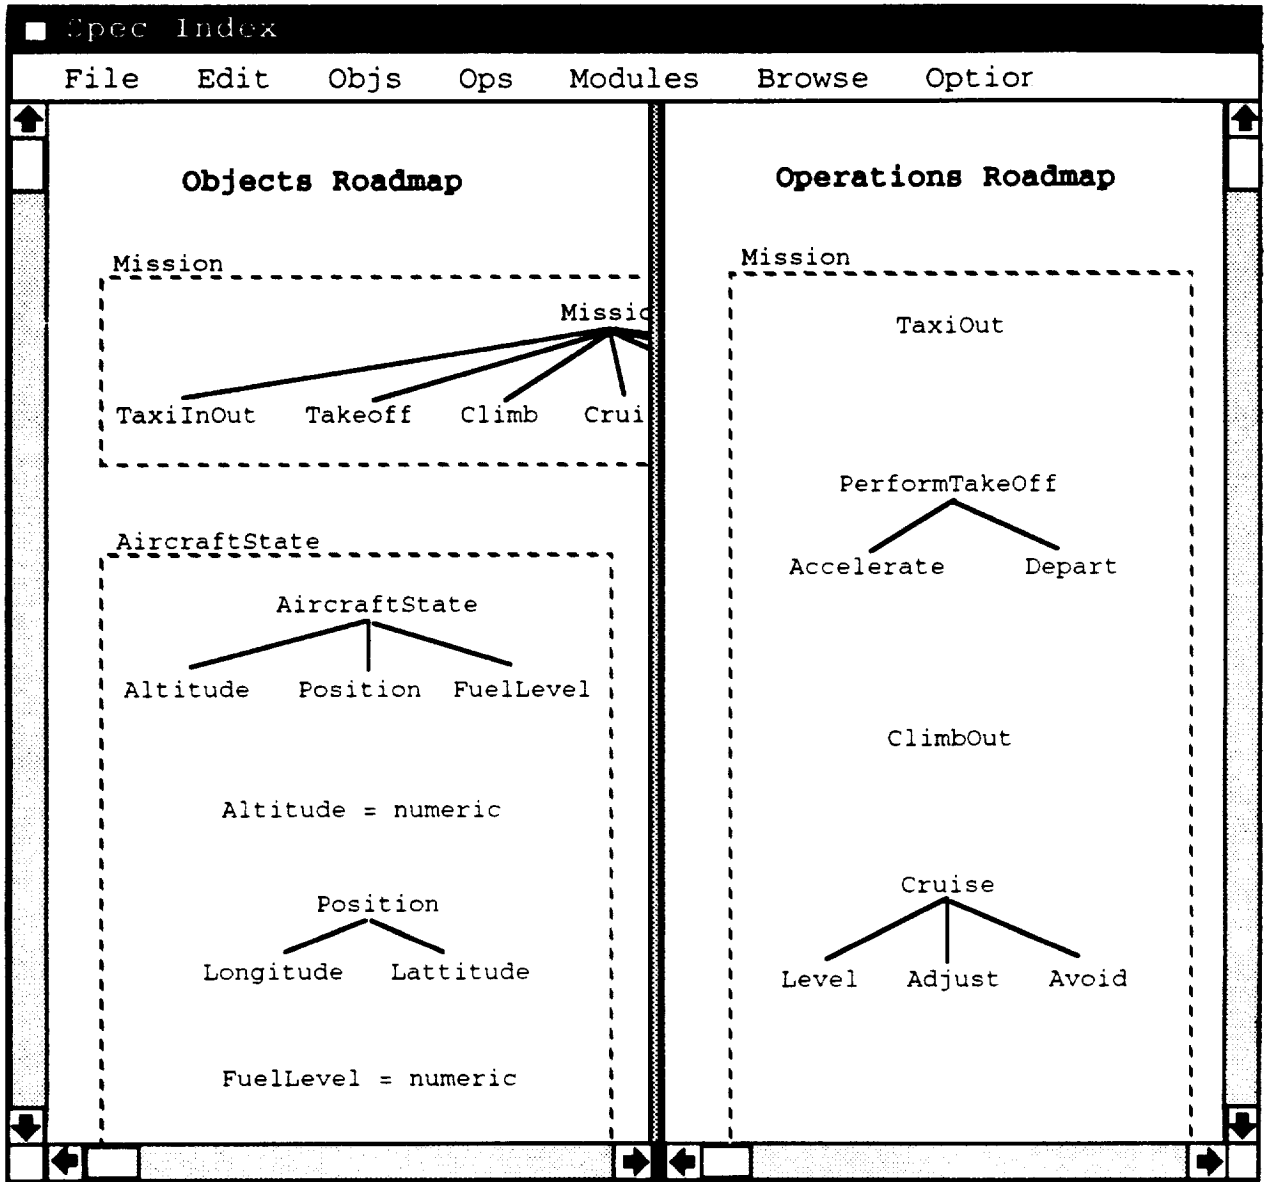 Spec Index
File Edit Objs Ops Modules Browse Optior
Objects Roadmap
Mission
Missic
TaxiInOut Takeoff Climb Crui
AircraftState
AircraftState
Altitude Position FuelLevel
Altitude = numeric
Position
Longitude Lattitude
FuelLevel = numeric
Operations Roadmap
Mission
TaxiOut
PerformTakeOff
Accelerate Depart
ClimbOut
Cruise
Level Adjust Avoid